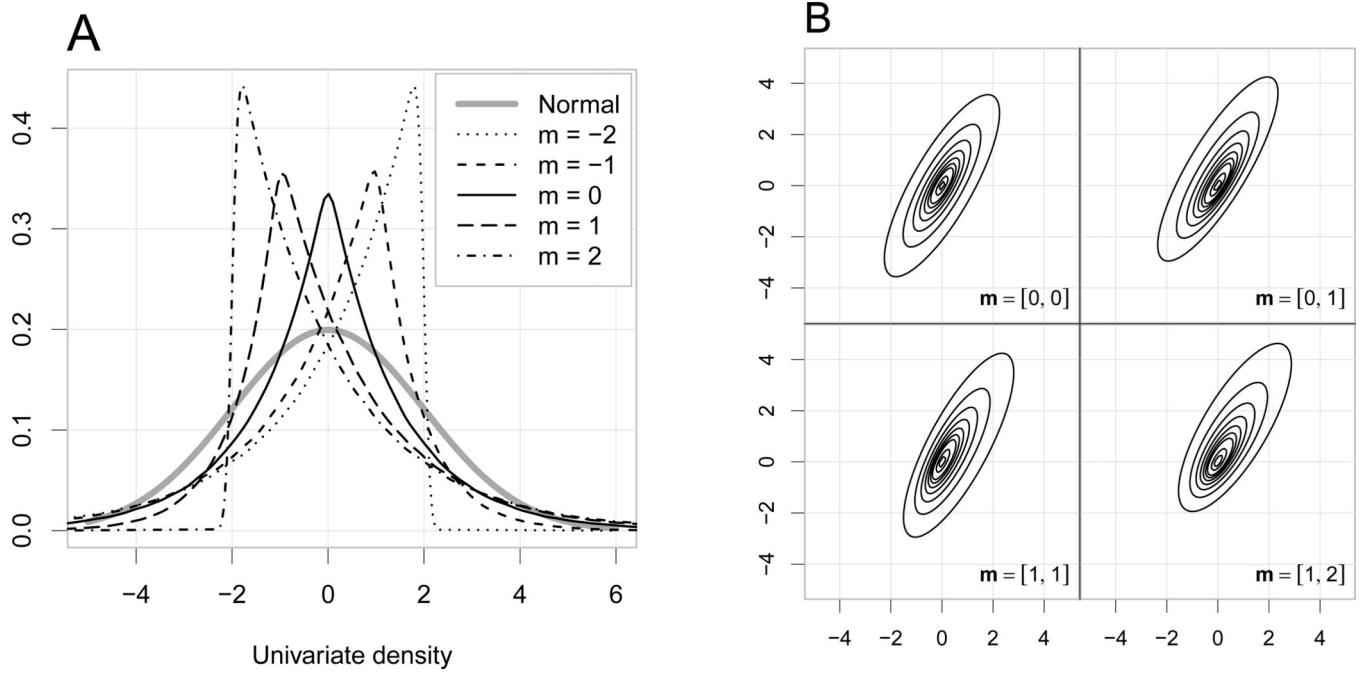 A
0.0
0.1
0.2
0.3
0.4
−4
−2
0
2
4
6
Normal
m = −2
m = −1
m = 0
m = 1
m = 2
Univariate density
B
4
2
0
−2
−4
m = [0, 0]
m = [0, 1]
4
2
0
−2
−4
m = [1, 1]
m = [1, 2]
−4
−2
0
2
4
−4
−2
0
2
4